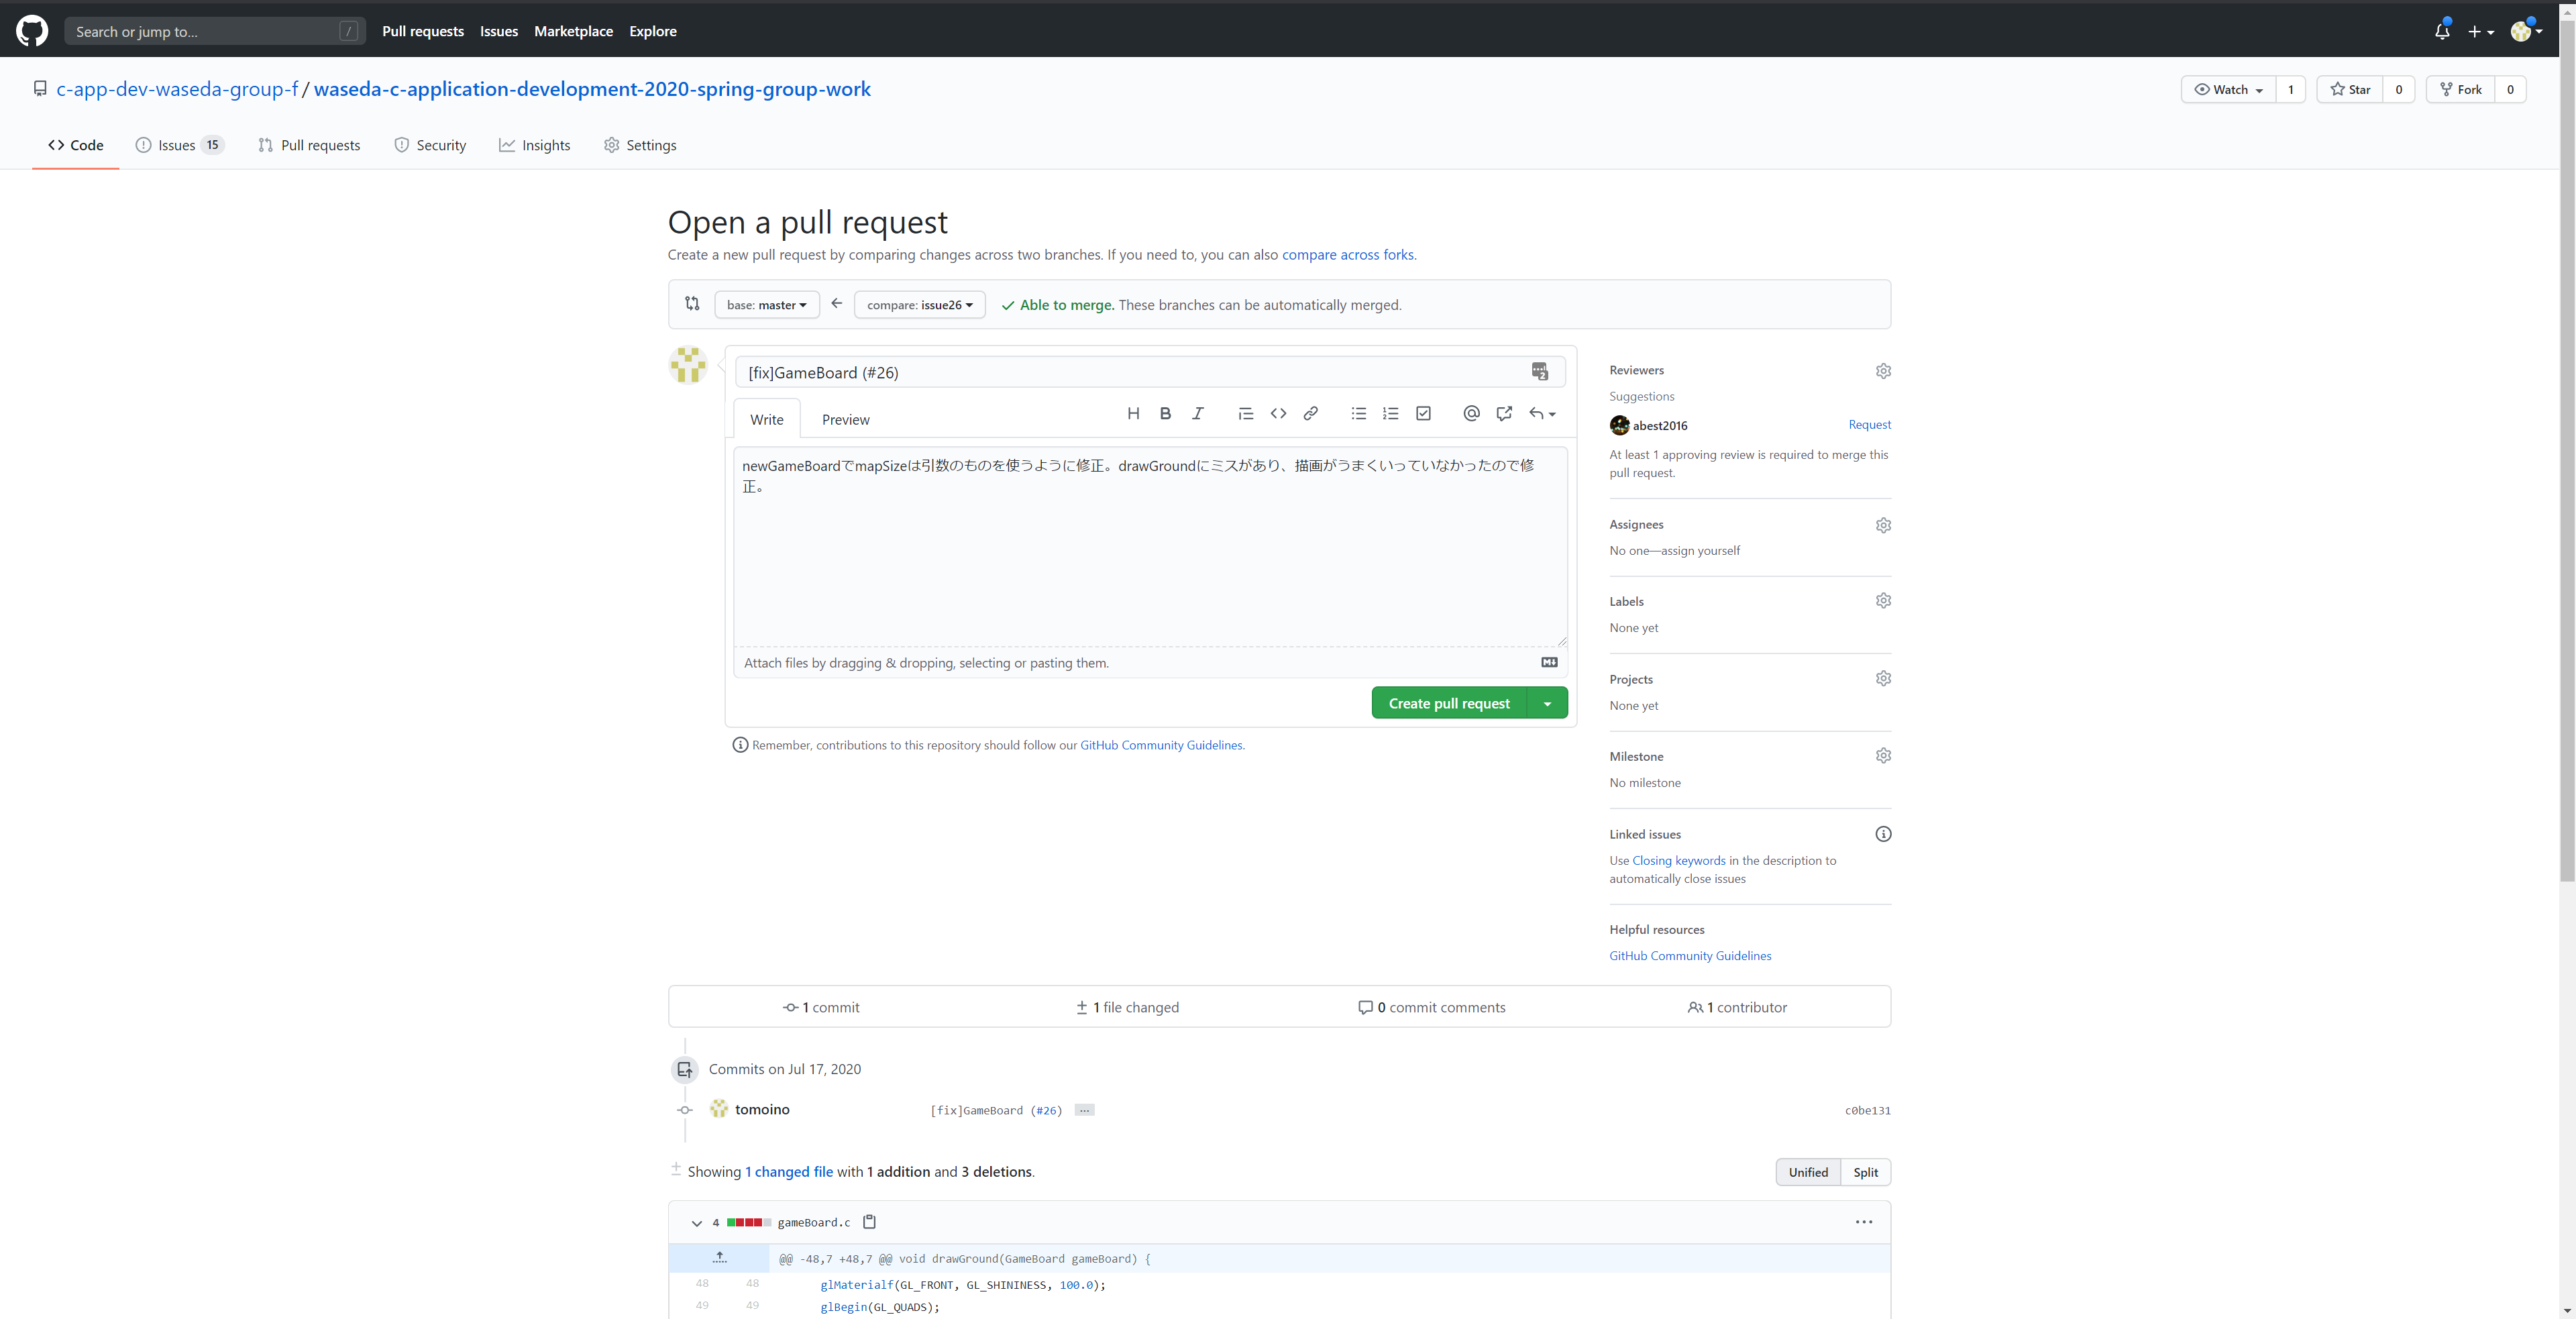 Search or jump to...
/
Pull requests
Issues
Marketplace
Explore
c-app-dev-waseda-group-f / waseda-c-application-development-2020-spring-group-work
Watch
1
Star
0
Fork
0
Code
Issues 15
Pull requests
Security
Insights
Settings
Open a pull request
Create a new pull request by comparing changes across two branches. If you need to, you can also compare across forks.
base: master
compare: issue26
Able to merge. These branches can be automatically merged.
[fix]GameBoard (#26)
2
Write
Preview
newGameBoardでmapSizeは引数のものを使うように修正。drawGroundにミスがあり、描画がうまくいっていなかったので修
正。
Attach files by dragging & dropping, selecting or pasting them.
Create pull request
Remember, contributions to this repository should follow our GitHub Community Guidelines.
Reviewers
Suggestions
abest2016
Request
At least 1 approving review is required to merge this
pull request.
Assignees
No one—assign yourself
Labels
None yet
Projects
None yet
Milestone
No milestone
Linked issues
Use Closing keywords in the description to
automatically close issues
Helpful resources
GitHub Community Guidelines
1 commit
1 file changed
0 commit comments
1 contributor
Commits on Jul 17, 2020
tomoino
[fix]GameBoard (#26)
...
c0be131
Showing 1 changed file with 1 addition and 3 deletions.
Unified
Split
4
gameBoard.c
@@ -48,7 +48,7 @@ void drawGround(GameBoard gameBoard) {
48 48 glMaterialf(GL_FRONT, GL_SHININESS, 100.0);
49 49 glBegin(GL_QUADS);